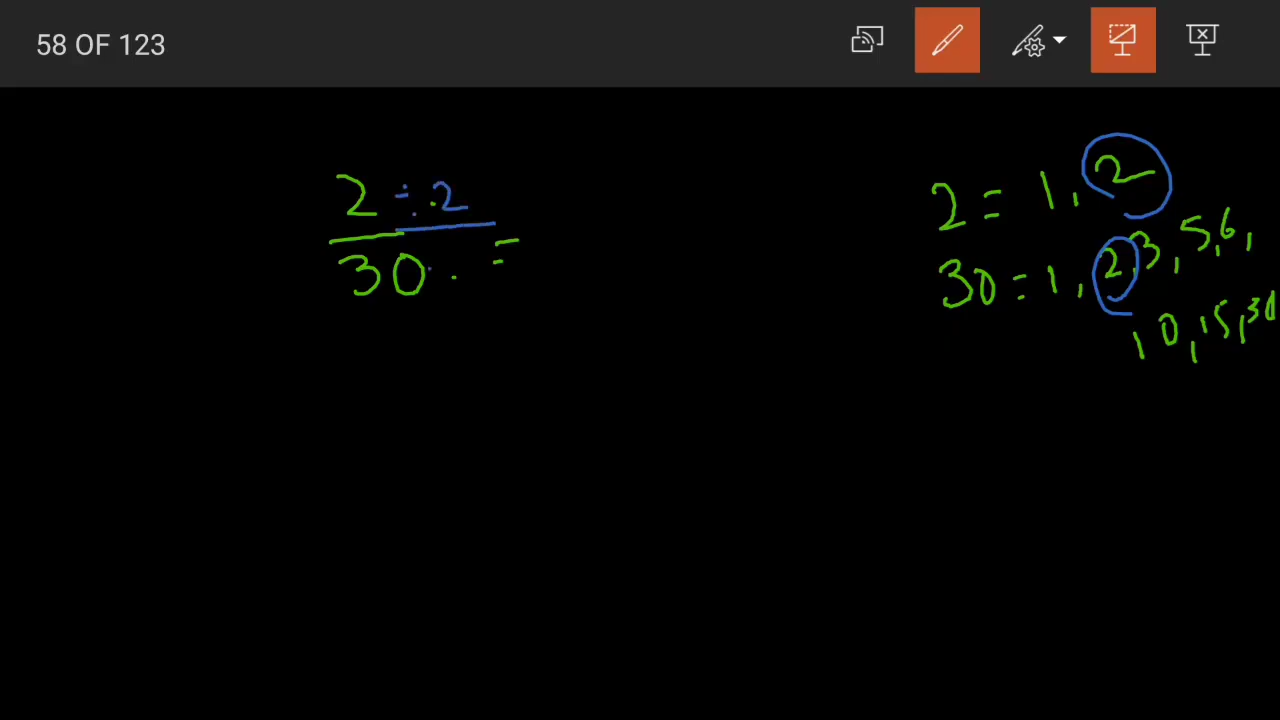 58 OF 123
2 ÷ 2
30 =
2 = 1, 2
30 = 1, 2, 3, 5, 6,
10, 15, 30